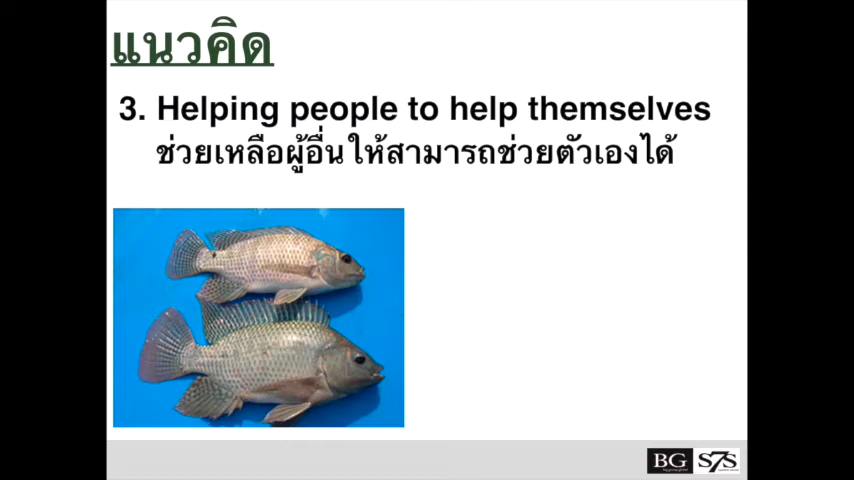 แนวคิด
3. Helping people to help themselves
ช่วยเหลือผู้อื่นให้สามารถช่วยตัวเองได้
BG S7S